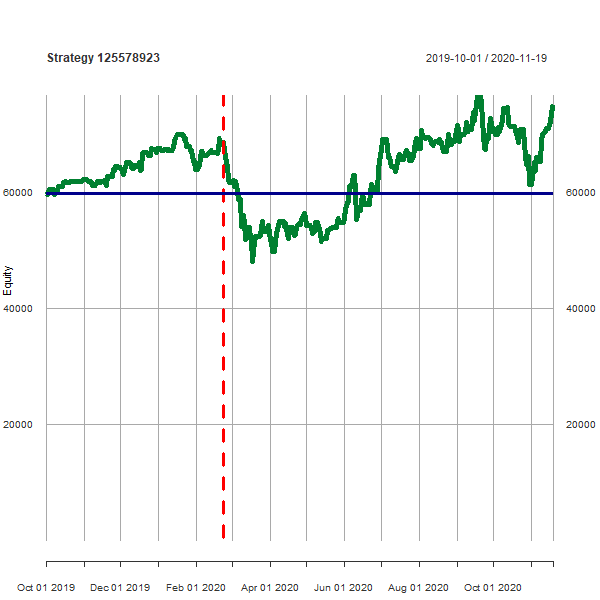 Strategy 125578923
2019-10-01 / 2020-11-19
60000
60000
Equity
40000
40000
20000
20000
Oct 01 2019
Dec 01 2019
Feb 01 2020
Apr 01 2020
Jun 01 2020
Aug 01 2020
Oct 01 2020